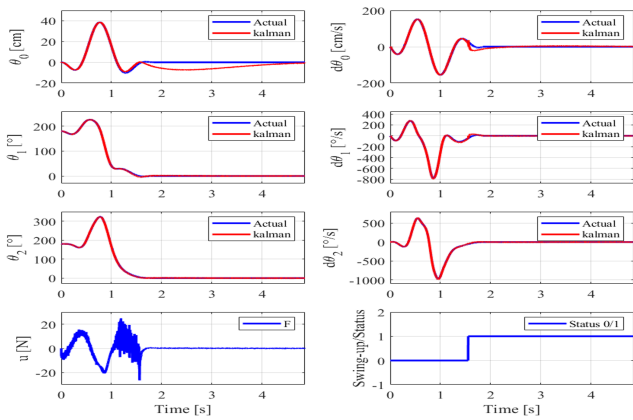 40
20
0
-20
θ0 [cm]
Actual
kalman
0 1 2 3 4
200
0
-200
dθ0 [cm/s]
Actual
kalman
0 1 2 3 4
200
100
0
θ1 [°]
Actual
kalman
0 1 2 3 4
400
0
-400
-800
dθ1 [°/s]
Actual
kalman
0 1 2 3 4
300
200
100
0
θ2 [°]
Actual
kalman
0 1 2 3 4
500
0
-500
-1000
dθ2 [°/s]
Actual
kalman
0 1 2 3 4
20
0
-20
u [N]
F
0 1 2 3 4
Time [s]
2
1
0
-1
Swing-up/Status
Status 0/1
0 1 2 3 4
Time [s]